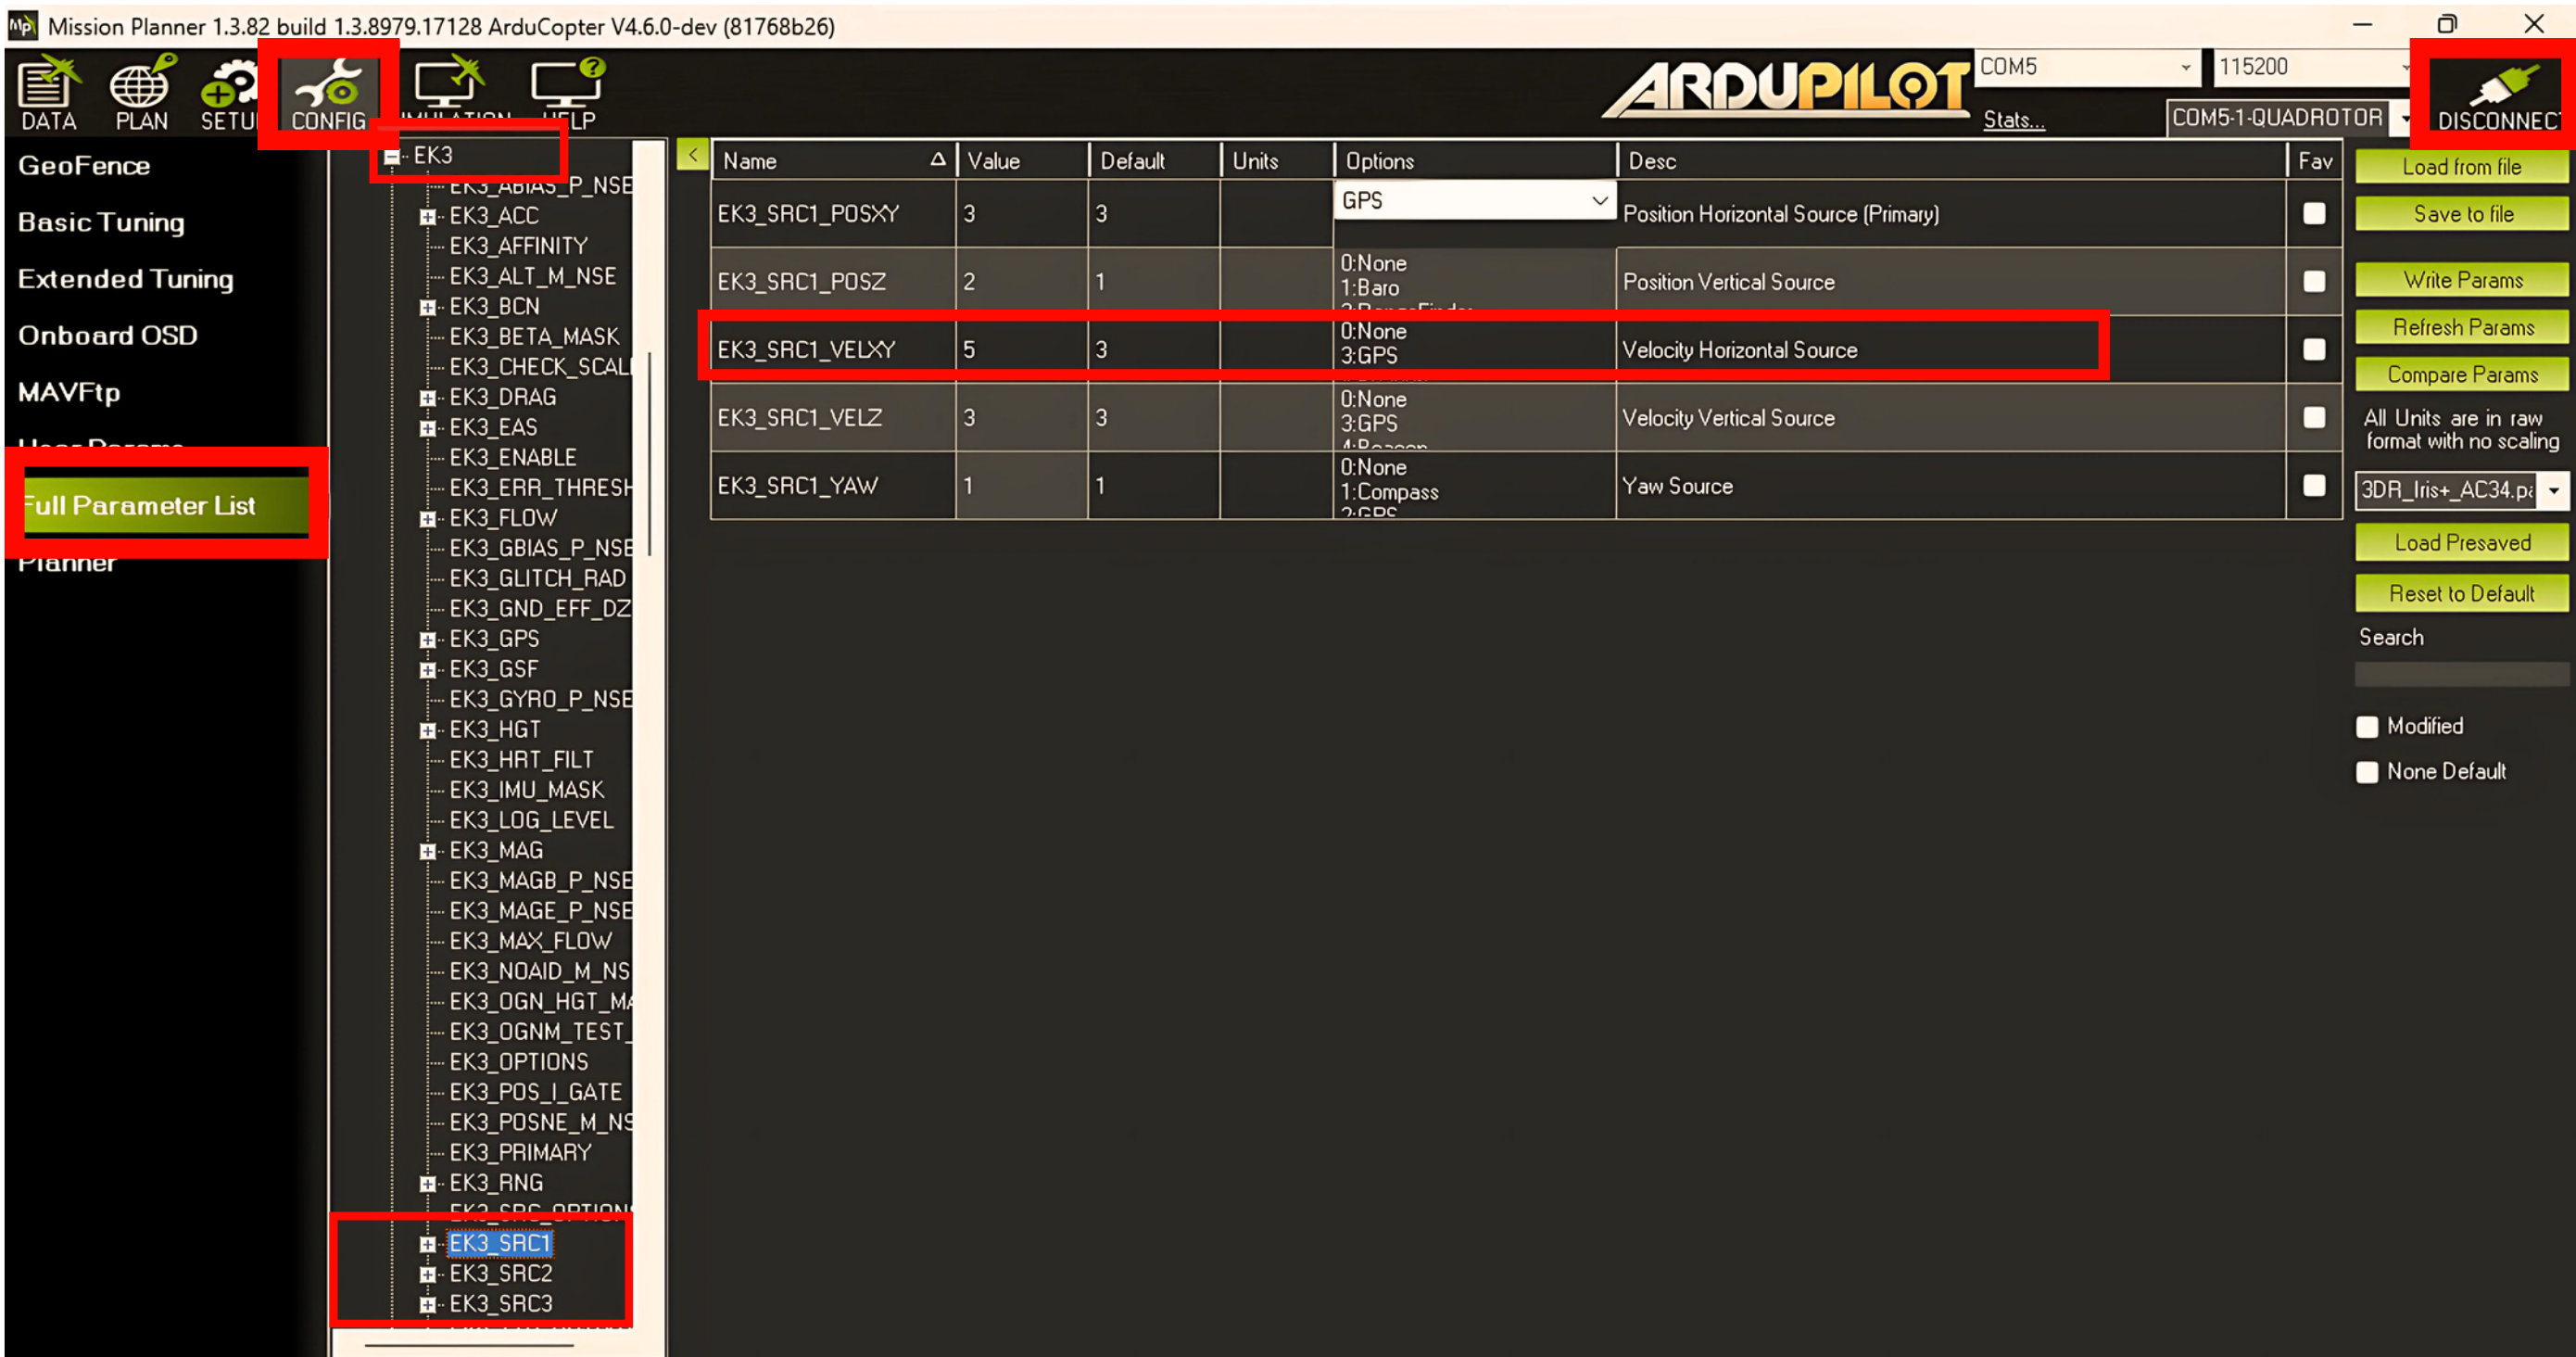 Mission Planner 1.3.82 build 1.3.8979.17128 ArduCopter V4.6.0-dev (81768b26)
DATA PLAN CONFIG
ARDUPILOT
COM5 115200
Stats... COM5-1-QUADROTOR
DISCONNEC
GeoFence
Basic Tuning
Extended Tuning
Onboard OSD
MAVFtp
User Params
Full Parameter List
Planner
EK3
EK3_ABIAS_P_NSE
EK3_ACC
EK3_AFFINITY
EK3_ALT_M_NSE
EK3_BCN
EK3_BETA_MASK
EK3_CHECK_SCAL
EK3_DRAG
EK3_EAS
EK3_ENABLE
EK3_ERR_THRESH
EK3_FLOW
EK3_GBIAS_P_NSE
EK3_GLITCH_RAD
EK3_GND_EFF_DZ
EK3_GPS
EK3_GSF
EK3_GYRO_P_NSE
EK3_HGT
EK3_HRT_FILT
EK3_IMU_MASK
EK3_LOG_LEVEL
EK3_MAG
EK3_MAGB_P_NSE
EK3_MAGE_P_NSE
EK3_MAX_FLOW
EK3_NOAID_M_NS
EK3_OGN_HGT_MA
EK3_OGNM_TEST_
EK3_OPTIONS
EK3_POS_I_GATE
EK3_POSNE_M_NS
EK3_PRIMARY
EK3_RNG
EK3_SRC_OPTIONS
EK3_SRC1
EK3_SRC2
EK3_SRC3
< Name Value Default Units Options Desc Fav
EK3_SRC1_POSXY 3 3 GPS Position Horizontal Source (Primary)
EK3_SRC1_POSZ 2 1 0:None Position Vertical Source
1:Baro
2:RangeFinder
EK3_SRC1_VELXY 5 3 0:None Velocity Horizontal Source
3:GPS
EK3_SRC1_VELZ 3 3 0:None Velocity Vertical Source
3:GPS
4:Beacon
EK3_SRC1_YAW 1 1 0:None Yaw Source
1:Compass
2:GPS
Load from file
Save to file
Write Params
Refresh Params
Compare Params
All Units are in raw
format with no scaling
3DR_Iris+_AC34.pa
Load Presaved
Reset to Default
Search
Modified
None Default